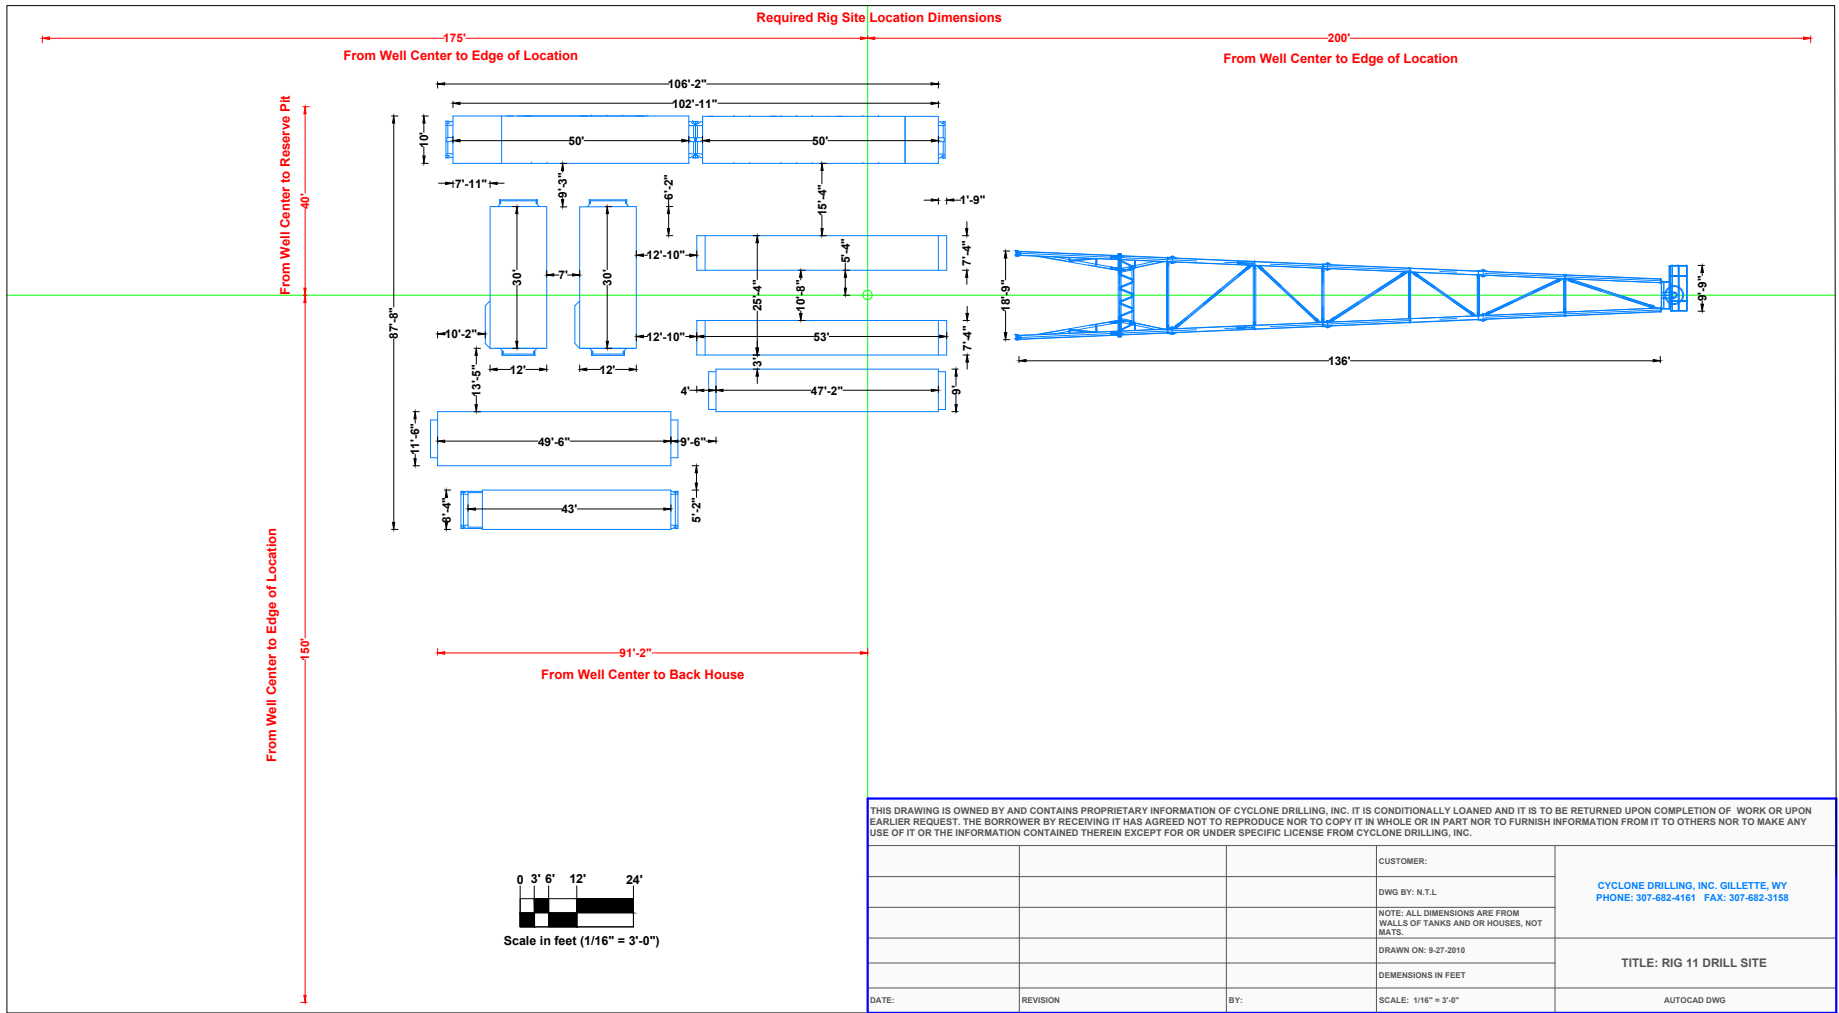 Required Rig Site Location Dimensions
175'
200'
From Well Center to Edge of Location
From Well Center to Edge of Location
106'-2"
102'-11"
From Well Center to Reserve Pit
40'
10'
50'
50'
7'-11"
9'-3"
6'-2"
15'-4"
1'-9"
30'
7'
30'
12'-10"
25'-4"
5'-4"
7'-4"
10'-8"
18'-9"
9'-9"
87'-8"
10'-2"
12'-10"
53'
7'-4"
136'
12'
12'
13'-5"
3'
4'
47'-2"
9'
11'-6"
49'-6"
9'-6"
8'-4"
43'
5'-2"
From Well Center to Edge of Location
150'
91'-2"
From Well Center to Back House
0 3' 6' 12' 24'
Scale in feet (1/16" = 3'-0")
THIS DRAWING IS OWNED BY AND CONTAINS PROPRIETARY INFORMATION OF CYCLONE DRILLING, INC. IT IS CONDITIONALLY LOANED AND IT IS TO BE RETURNED UPON COMPLETION OF WORK OR UPON
EARLIER REQUEST. THE BORROWER BY RECEIVING IT HAS AGREED NOT TO REPRODUCE NOR TO COPY IT IN WHOLE OR IN PART NOR TO FURNISH INFORMATION FROM IT TO OTHERS NOR TO MAKE ANY
USE OF IT OR THE INFORMATION CONTAINED THEREIN EXCEPT FOR OR UNDER SPECIFIC LICENSE FROM CYCLONE DRILLING, INC.
CUSTOMER:
DWG BY: N.T.L
CYCLONE DRILLING, INC. GILLETTE, WY
PHONE: 307-682-4161 FAX: 307-682-3158
NOTE: ALL DIMENSIONS ARE FROM
WALLS OF TANKS AND OR HOUSES, NOT
MATS.
DRAWN ON: 9-27-2010
TITLE: RIG 11 DRILL SITE
DEMENSIONS IN FEET
DATE:
REVISION
BY:
SCALE: 1/16" = 3'-0"
AUTOCAD DWG